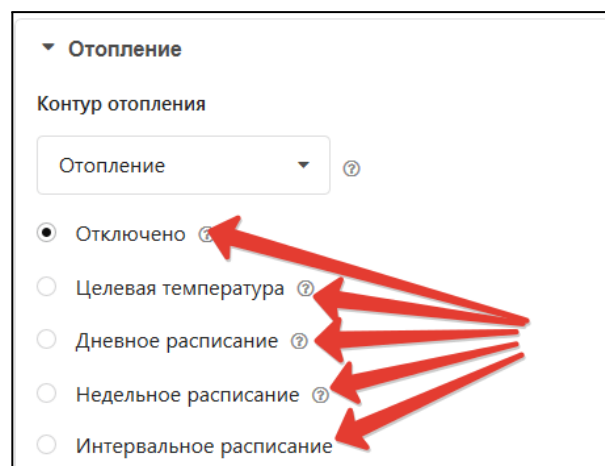 Отопление
Контур отопления
Отопление
Отключено
Целевая температура
Дневное расписание
Недельное расписание
Интервальное расписание